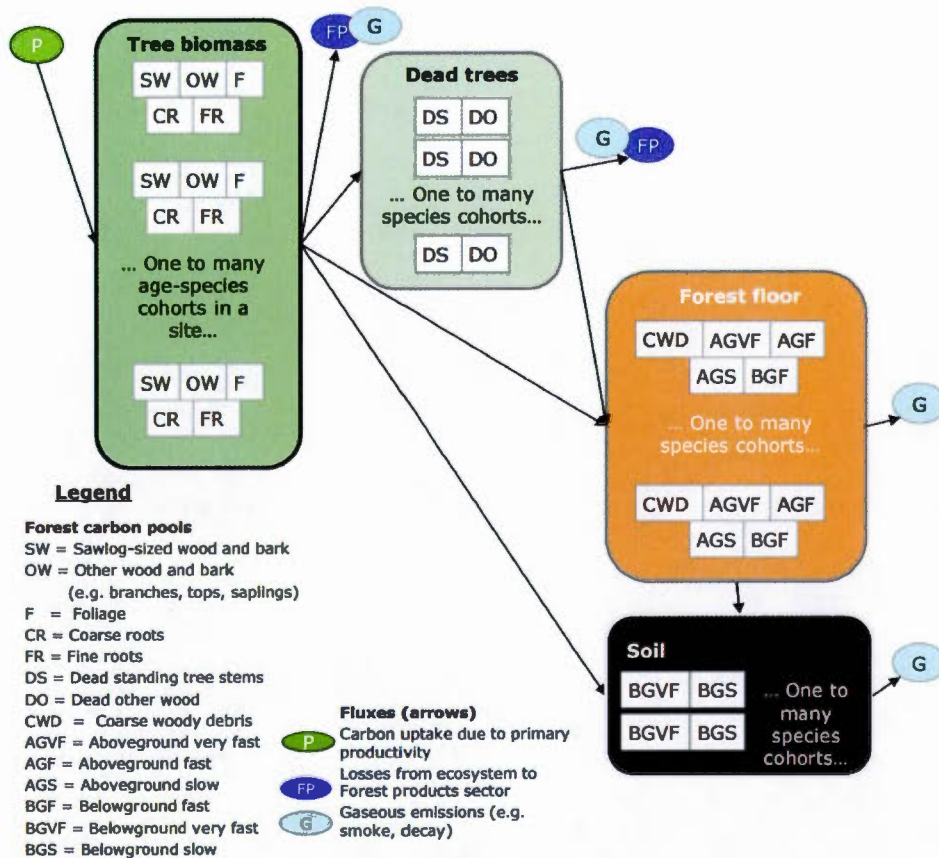 P
Tree biomass
SW OW F
CR FR
SW OW F
CR FR
... One to many
age-species
cohorts in a
site...
SW OW F
CR FR
FP G
Dead trees
DS DO
DS DO
... One to many
species cohorts...
DS DO
G FP
Forest floor
CWD AGVF AGF
AGS BGF
... One to many
species cohorts...
CWD AGVF AGF
AGS BGF
G
Soil
BGVF BGS
BGVF BGS
... One to
many
species
cohorts...
G
Legend
Forest carbon pools
SW = Sawlog-sized wood and bark
OW = Other wood and bark
(e.g. branches, tops, saplings)
F = Foliage
CR = Coarse roots
FR = Fine roots
DS = Dead standing tree stems
DO = Dead other wood
CWD = Coarse woody debris
AGVF = Aboveground very fast
AGF = Aboveground fast
AGS = Aboveground slow
BGF = Belowground fast
BGVF = Belowground very fast
BGS = Belowground slow
Fluxes (arrows)
P Carbon uptake due to primary
productivity
FP Losses from ecosystem to
Forest products sector
G Gaseous emissions (e.g.
smoke, decay)